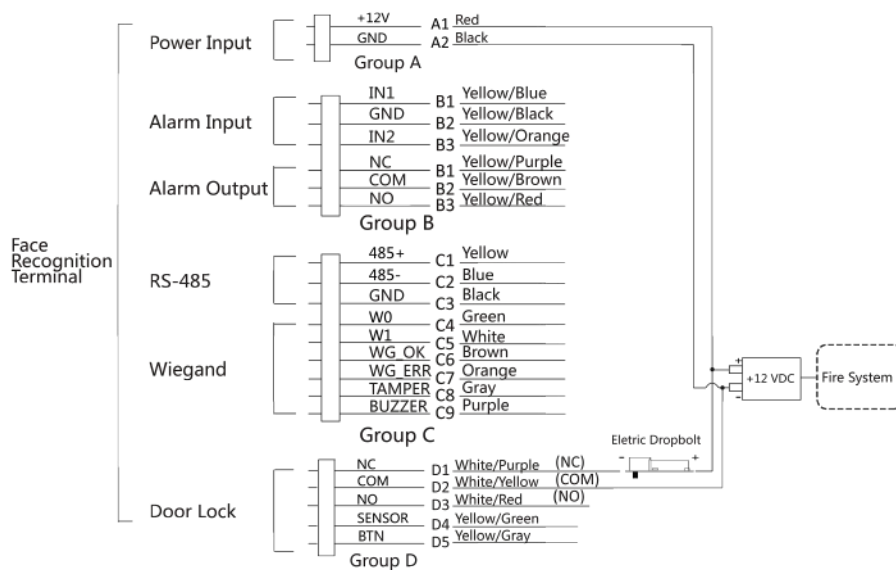 Face
Recognition
Terminal
Power Input
+12V A1 Red
GND A2 Black
Group A
Alarm Input
IN1 B1 Yellow/Blue
GND B2 Yellow/Black
IN2 B3 Yellow/Orange
Alarm Output
NC B1 Yellow/Purple
COM B2 Yellow/Brown
NO B3 Yellow/Red
Group B
RS-485
485+ C1 Yellow
485- C2 Blue
GND C3 Black
Wiegand
W0 C4 Green
W1 C5 White
WG_OK C6 Brown
WG_ERR C7 Orange
TAMPER C8 Gray
BUZZER C9 Purple
Group C
+ +12 VDC -
Fire System
Eletric Dropbolt
- +
Door Lock
NC D1 White/Purple (NC)
COM D2 White/Yellow (COM)
NO D3 White/Red (NO)
SENSOR D4 Yellow/Green
BTN D5 Yellow/Gray
Group D